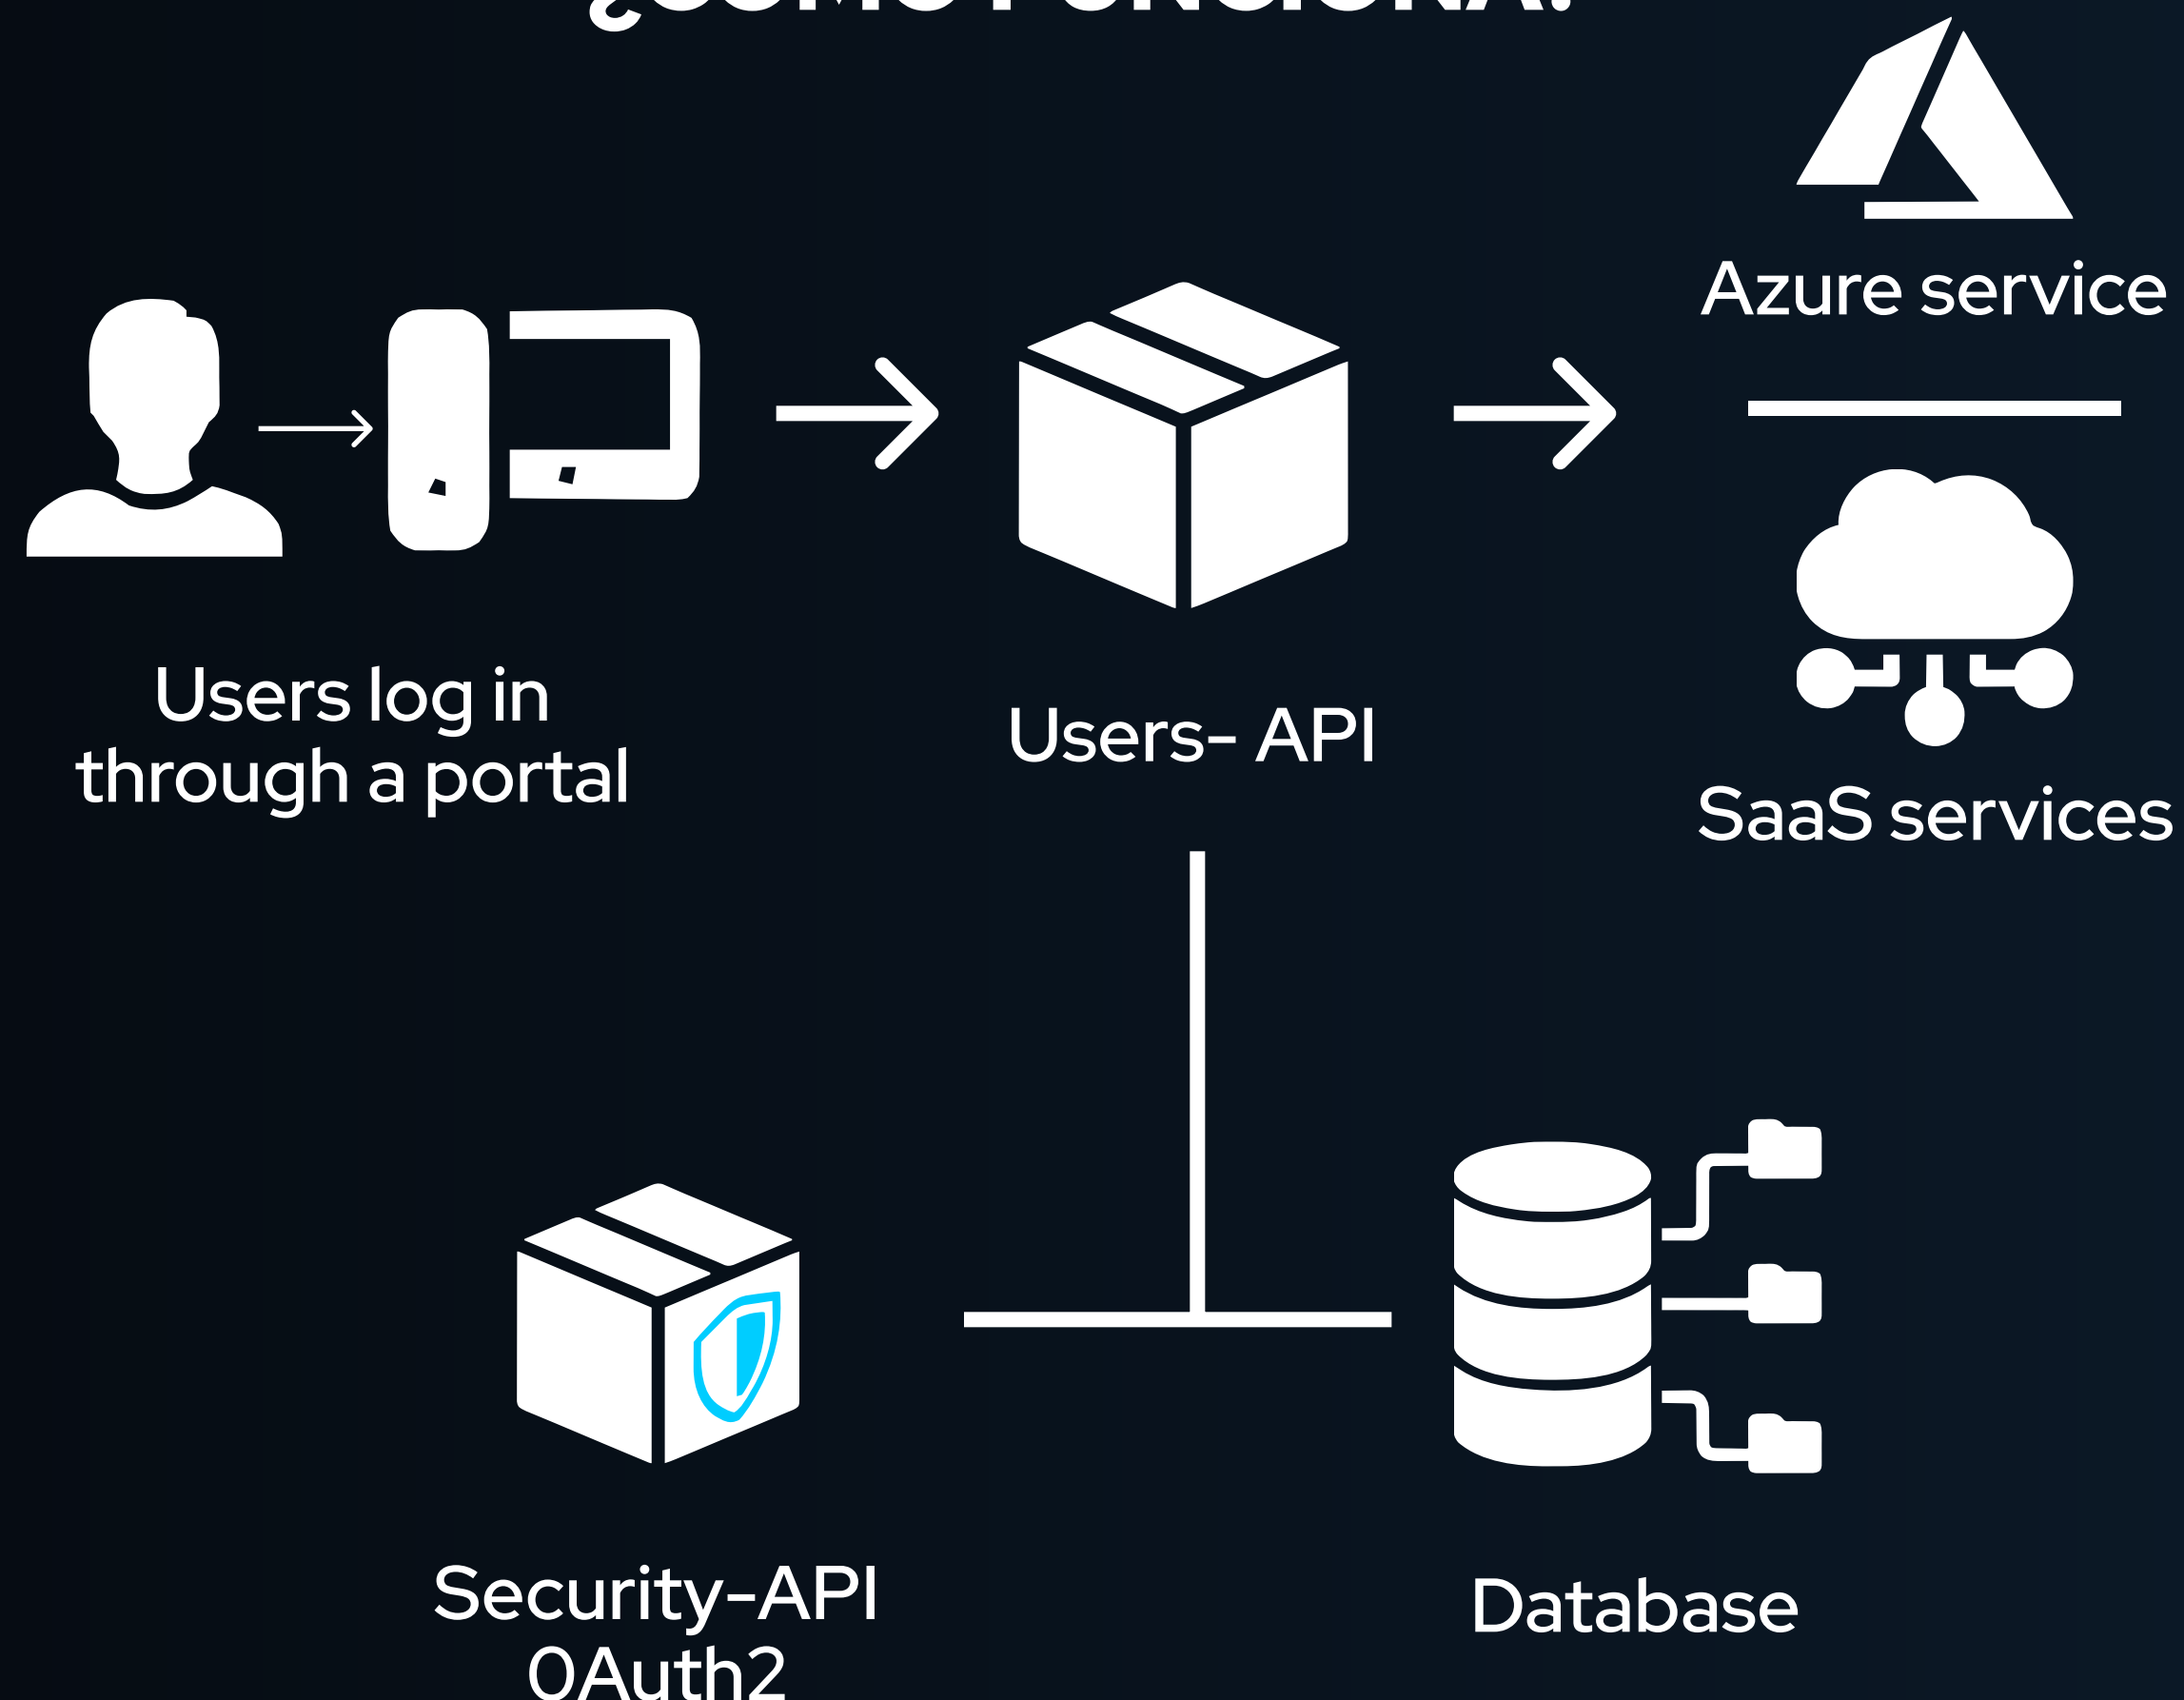 Azure service
Users log in
through a portal
Users- API
SaaS services
Security-API
OAuth2
Database